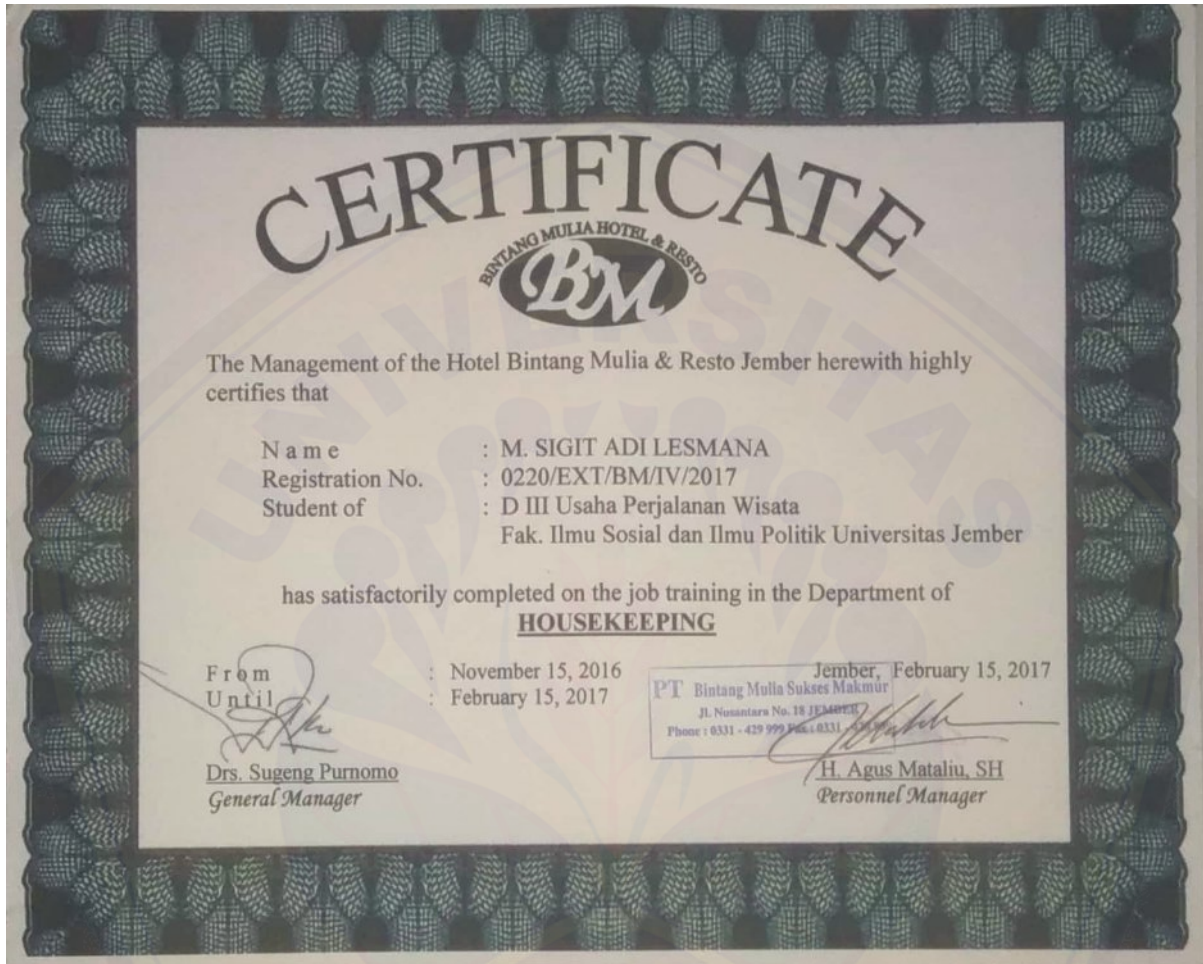 CERTIFICATE
BINTANG MULIA HOTEL & RESTO
BM
UNIVERSITAS
The Management of the Hotel Bintang Mulia & Resto Jember herewith highly
certifies that
N a m e : M. SIGIT ADI LESMANA
Registration No. : 0220/EXT/BM/IV/2017
Student of : D III Usaha Perjalanan Wisata
Fak. Ilmu Sosial dan Ilmu Politik Universitas Jember
has satisfactorily completed on the job training in the Department of
HOUSEKEEPING
F r o m : November 15, 2016
U n t i l : February 15, 2017
Jember, February 15, 2017
PT Bintang Mulia Sukses Makmur
Jl. Nusantara No. 18 JEMBER
Phone : 0331 - 429 999 Fax : 0331 -
Drs. Sugeng Purnomo
General Manager
H. Agus Mataliu, SH
Personnel Manager